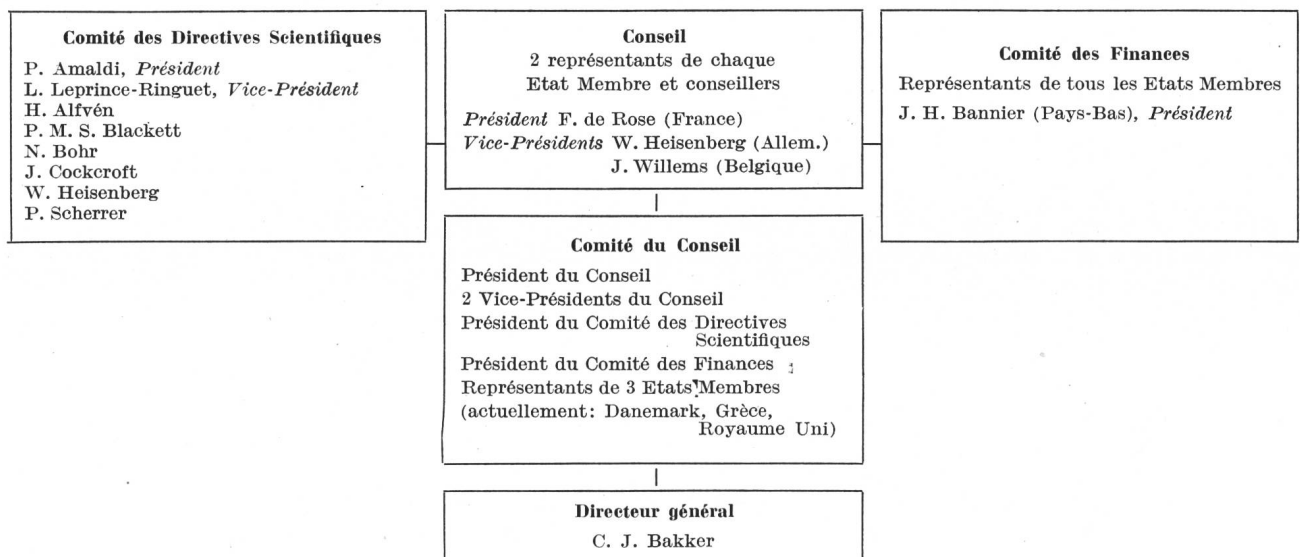 Comité des Directives Scientifiques
P. Amaldi, Président
L. Leprince-Ringuet, Vice-Président
H. Alfvén
P. M. S. Blackett
N. Bohr
J. Cockcroft
W. Heisenberg
P. Scherrer
Conseil
2 représentants de chaque
Etat Membre et conseillers
Président F. de Rose (France)
Vice-Présidents W. Heisenberg (Allem.)
J. Willems (Belgique)
Comité des Finances
Représentants de tous les Etats Membres
J. H. Bannier (Pays-Bas), Président
Comité du Conseil
Président du Conseil
2 Vice-Présidents du Conseil
Président du Comité des Directives
Scientifiques
Président du Comité des Finances
Représentants de 3 Etats Membres
(actuellement: Danemark, Grèce,
Royaume Uni)
Directeur général
C. J. Bakker